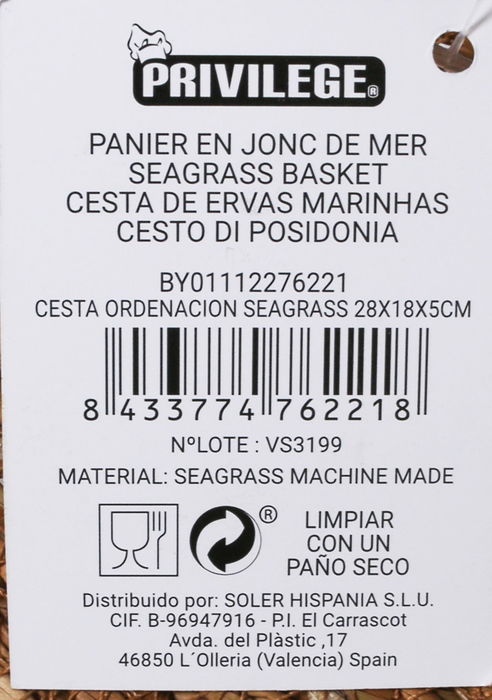 PRIVILEGE®
PANIER EN JONC DE MER
SEAGRASS BASKET
CESTA DE ERVAS MARINHAS
CESTO DI POSIDONIA
BY01112276221
CESTA ORDENACION SEAGRASS 28X18X5CM
8 433774 762218
NºLOTE : VS3199
MATERIAL: SEAGRASS MACHINE MADE
®
LIMPIAR
CON UN
PAÑO SECO
Distribuido por: SOLER HISPANIA S.L.U.
CIF. B-96947916 - P.I. El Carrascot
Avda. del Plàstic ,17
46850 L´Olleria (Valencia) Spain